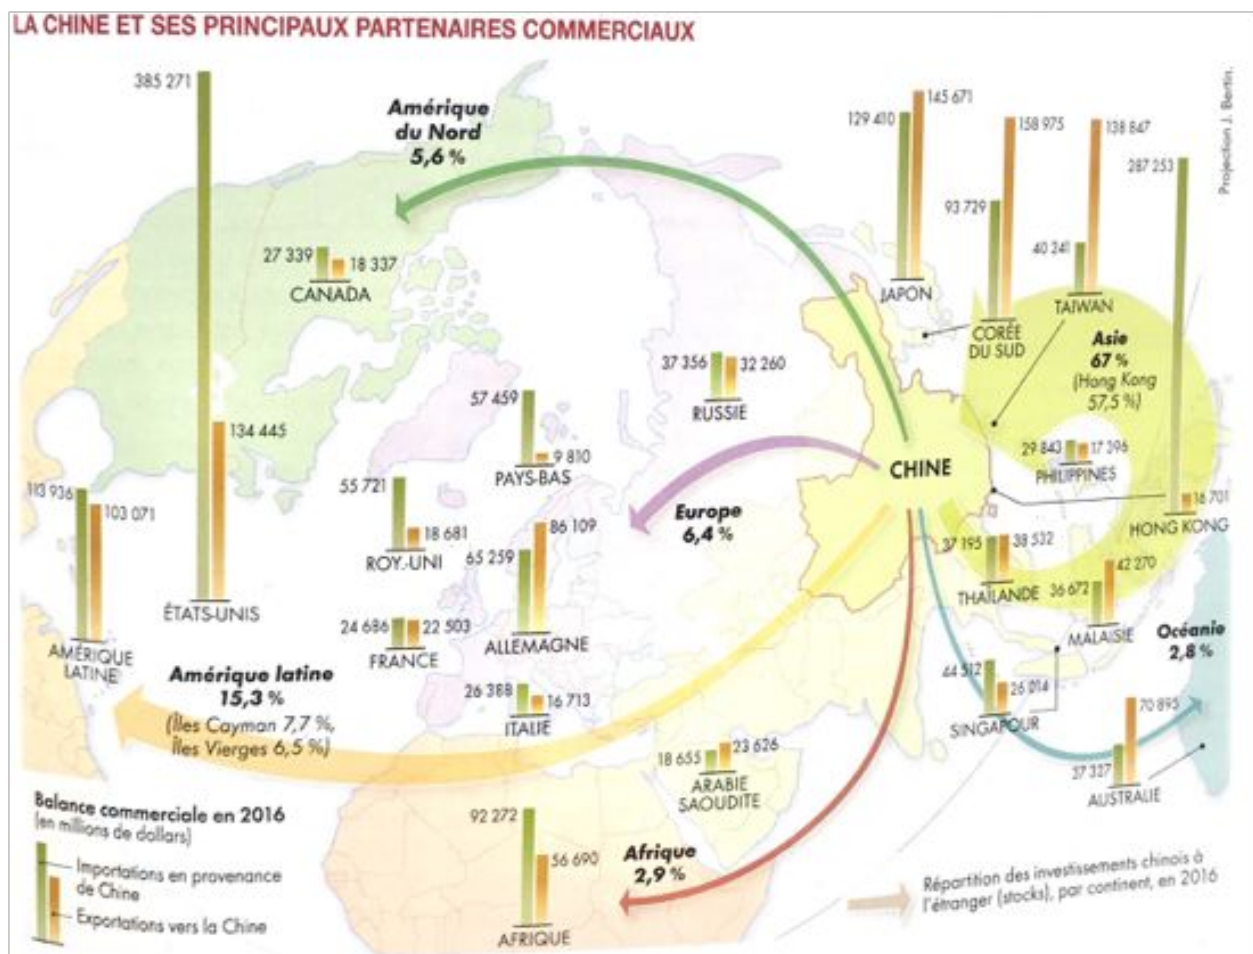 LA CHINE ET SES PRINCIPAUX PARTENAIRES COMMERCIAUX
385 271
134 445
ÉTATS-UNIS
Amérique
du Nord
5,6 %
27 339
18 337
CANADA
129 410
145 671
JAPON
93 729
158 975
CORÉE
DU SUD
40 241
138 847
TAIWAN
287 253
16 701
HONG KONG
Projection J. Bertin.
Asie
67 %
(Hong Kong
57,5 %)
37 356
32 260
RUSSIE
57 459
9 810
PAYS-BAS
CHINE
29 843
17 396
PHILIPPINES
113 936
103 071
AMÉRIQUE
LATINE
55 721
18 681
ROY.-UNI
65 259
86 109
ALLEMAGNE
Europe
6,4 %
37 195
38 532
THAÏLANDE
36 672
42 270
MALAISIE
24 686
22 503
FRANCE
Océanie
2,8 %
Amérique latine
15,3 %
(Îles Cayman 7,7 %,
Îles Vierges 6,5 %)
26 388
16 713
ITALIE
44 512
26 014
SINGAPOUR
18 655
23 626
ARABIE
SAOUDITE
37 327
70 895
AUSTRALIE
92 272
56 690
AFRIQUE
Afrique
2,9 %
Balance commerciale en 2016
(en millions de dollars)
Importations en provenance
de Chine
Exportations vers la Chine
Répartition des investissements chinois à
l'étranger (stocks), par continent, en 2016